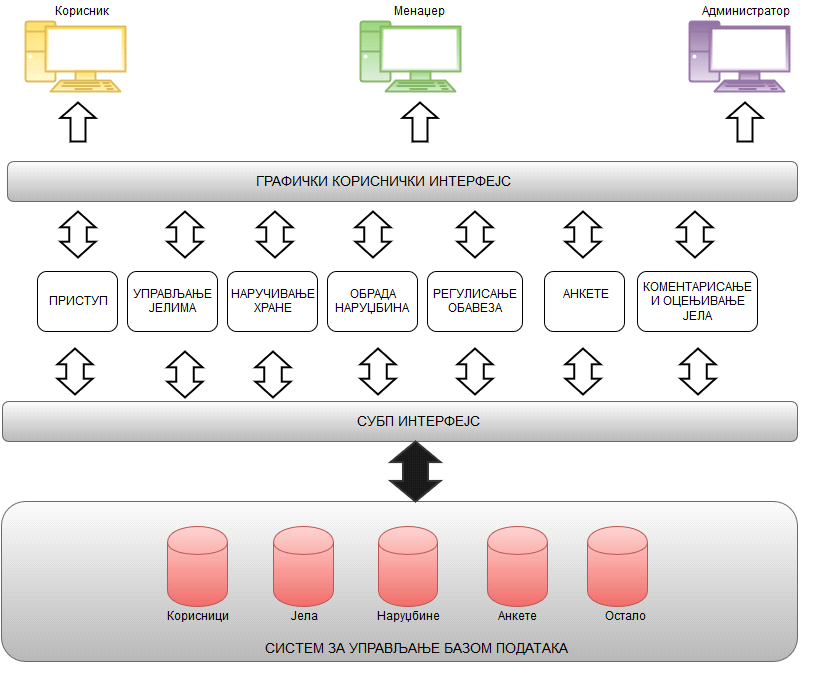 Корисник
Менаџер
Администратор
ГРАФИЧКИ КОРИСНИЧКИ ИНТЕРФЕЈС
ПРИСТУП
УПРАВЉАЊЕ
ЈЕЛИМА
НАРУЧИВАЊЕ
ХРАНЕ
ОБРАДА
НАРУЏБИНА
РЕГУЛИСАЊЕ
ОБАВЕЗА
АНКЕТЕ
КОМЕНТАРИСАЊЕ
И ОЦЕЊИВАЊЕ
ЈЕЛА
СУБП ИНТЕРФЕЈС
Корисници
Јела
Наруџбине
Анкете
Остало
СИСТЕМ ЗА УПРАВЉАЊЕ БАЗОМ ПОДАТАКА